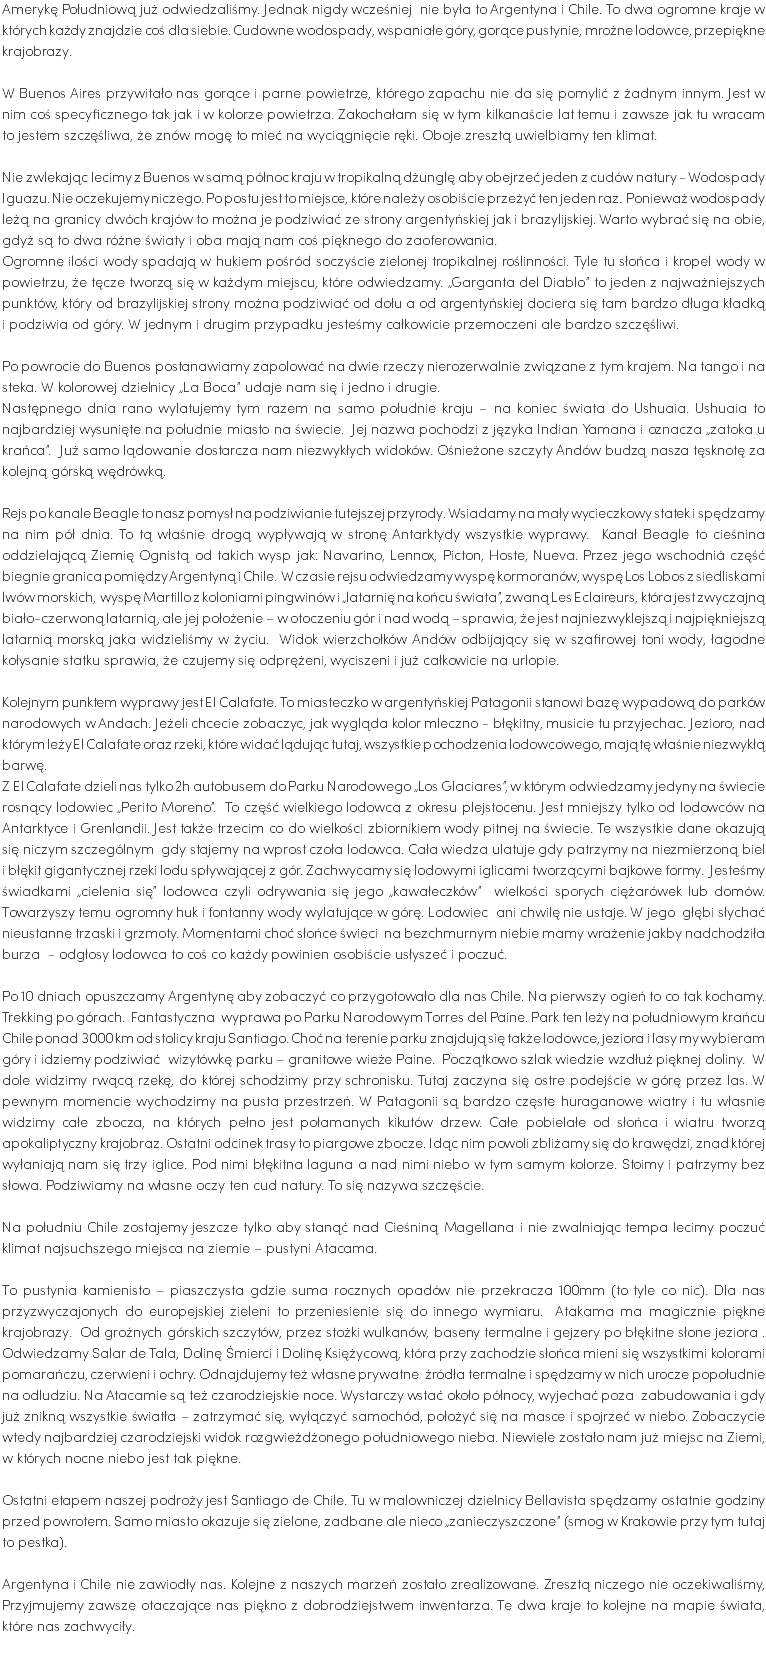 Amerykę Południową już odwiedzaliśmy. Jednak nigdy wcześniej nie była to Argentyna i Chile. To dwa ogromne kraje w
których każdy znajdzie coś dla siebie. Cudowne wodospady, wspaniałe góry, gorące pustynie, mroźne lodowce, przepiękne
krajobrazy.

W Buenos Aires przywitało nas gorące i parne powietrze, którego zapachu nie da się pomylić z żadnym innym. Jest w
nim coś specyficznego tak jak i w kolorze powietrza. Zakochałam się w tym kilkanaście lat temu i zawsze jak tu wracam
to jestem szczęśliwa, że znów mogę to mieć na wyciągnięcie ręki. Oboje zresztą uwielbiamy ten klimat.

Nie zwlekając lecimy z Buenos w samą północ kraju w tropikalną dżunglę aby obejrzeć jeden z cudów natury - Wodospady
Iguazu. Nie oczekujemy niczego. Po postu jest to miejsce, które należy osobiście przeżyć ten jeden raz. Ponieważ wodospady
leżą na granicy dwóch krajów to można je podziwiać ze strony argentyńskiej jak i brazylijskiej. Warto wybrać się na obie,
gdyż są to dwa różne światy i oba mają nam coś pięknego do zaoferowania.
Ogromne ilości wody spadają w hukiem pośród soczyście zielonej tropikalnej roślinności. Tyle tu słońca i kropel wody w
powietrzu, że tęcze tworzą się w każdym miejscu, które odwiedzamy. „Garganta del Diablo” to jeden z najważniejszych
punktów, który od brazylijskiej strony można podziwiać od dołu a od argentyńskiej dociera się tam bardzo długa kładką
i podziwia od góry. W jednym i drugim przypadku jesteśmy całkowicie przemoczeni ale bardzo szczęśliwi.

Po powrocie do Buenos postanawiamy zapolować na dwie rzeczy nierozerwalnie związane z tym krajem. Na tango i na
steka. W kolorowej dzielnicy „La Boca” udaje nam się i jedno i drugie.
Następnego dnia rano wylatujemy tym razem na samo południe kraju – na koniec świata do Ushuaia. Ushuaia to
najbardziej wysunięte na południe miasto na świecie. Jej nazwa pochodzi z języka Indian Yamana i oznacza „zatoka u
krańca”. Już samo lądowanie dostarcza nam niezwykłych widoków. Ośnieżone szczyty Andów budzą nasza tęsknotę za
kolejną górską wędrówką.

Rejs po kanale Beagle to nasz pomysł na podziwianie tutejszej przyrody. Wsiadamy na mały wycieczkowy statek i spędzamy
na nim pół dnia. To tą właśnie drogą wypływają w stronę Antarktydy wszystkie wyprawy. Kanał Beagle to cieśnina
oddzielającą Ziemię Ognistą od takich wysp jak: Navarino, Lennox, Picton, Hoste, Nueva. Przez jego wschodniá część
biegnie granica pomiędzy Argentyną i Chile. W czasie rejsu odwiedzamy wyspę kormoranów, wyspę Los Lobos z siedliskami
lwów morskich, wyspę Martillo z koloniami pingwinów i „latarnię na końcu świata”, zwaną Les Eclaireurs, która jest zwyczajną
biało-czerwoną latarnią, ale jej położenie – w otoczeniu gór i nad wodą – sprawia, że jest najniezwyklejszą i najpiękniejszą
latarnią morską jaka widzieliśmy w życiu. Widok wierzchołków Andów odbijający się w szafirowej toni wody, łagodne
kołysanie statku sprawia, że czujemy się odprężeni, wyciszeni i już całkowicie na urlopie.

Kolejnym punktem wyprawy jest El Calafate. To miasteczko w argentyńskiej Patagonii stanowi bazę wypadową do parków
narodowych w Andach. Jeżeli chcecie zobaczyc, jak wygląda kolor mleczno - błękitny, musicie tu przyjechac. Jezioro, nad
którym leży El Calafate oraz rzeki, które widać lądując tutaj, wszystkie pochodzenia lodowcowego, mają tę właśnie niezwykłą
barwę.
Z El Calafate dzieli nas tylko 2h autobusem do Parku Narodowego „Los Glaciares”, w którym odwiedzamy jedyny na świecie
rosnący lodowiec „Perito Moreno”. To część wielkiego lodowca z okresu plejstocenu. Jest mniejszy tylko od lodowców na
Antarktyce i Grenlandii. Jest także trzecim co do wielkości zbiornikiem wody pitnej na świecie. Te wszystkie dane okazują
się niczym szczególnym gdy stajemy na wprost czoła lodowca. Cała wiedza ulatuje gdy patrzymy na niezmierzoną biel
i błękit gigantycznej rzeki lodu spływającej z gór. Zachwycamy się lodowymi iglicami tworzącymi bajkowe formy. Jesteśmy
świadkami „cielenia się” lodowca czyli odrywania się jego „kawałeczków” wielkości sporych ciężarówek lub domów.
Towarzyszy temu ogromny huk i fontanny wody wylatujące w górę. Lodowiec ani chwilę nie ustaje. W jego głębi słychać
nieustanne trzaski i grzmoty. Momentami choć słońce świeci na bezchmurnym niebie mamy wrażenie jakby nadchodziła
burza - odgłosy lodowca to coś co każdy powinien osobiście usłyszeć i poczuć.

Po 10 dniach opuszczamy Argentynę aby zobaczyć co przygotowało dla nas Chile. Na pierwszy ogień to co tak kochamy.
Trekking po górach. Fantastyczna wyprawa po Parku Narodowym Torres del Paine. Park ten leży na południowym krańcu
Chile ponad 3000 km od stolicy kraju Santiago. Choć na terenie parku znajdują się także lodowce, jeziora i lasy my wybieram
góry i idziemy podziwiać wizytówkę parku – granitowe wieże Paine. Początkowo szlak wiedzie wzdłuż pięknej doliny. W
dole widzimy rwącą rzekę, do której schodzimy przy schronisku. Tutaj zaczyna się ostre podejście w górę przez las. W
pewnym momencie wychodzimy na pusta przestrzeń. W Patagonii są bardzo częste huraganowe wiatry i tu własnie
widzimy całe zbocza, na których pełno jest połamanych kikutów drzew. Całe pobielałe od słońca i wiatru tworzą
apokaliptyczny krajobraz. Ostatni odcinek trasy to piargowe zbocze. Idąc nim powoli zbliżamy się do krawędzi, znad której
wyłaniają nam się trzy iglice. Pod nimi błękitna laguna a nad nimi niebo w tym samym kolorze. Stoimy i patrzymy bez
słowa. Podziwiamy na własne oczy ten cud natury. To się nazywa szczęście.

Na południu Chile zostajemy jeszcze tylko aby stanąć nad Cieśniną Magellana i nie zwalniając tempa lecimy poczuć
klimat najsuchszego miejsca na ziemie – pustyni Atacama.

To pustynia kamienisto – piaszczysta gdzie suma rocznych opadów nie przekracza 100mm (to tyle co nic). Dla nas
przyzwyczajonych do europejskiej zieleni to przeniesienie się do innego wymiaru. Atakama ma magicznie piękne
krajobrazy. Od groźnych górskich szczytów, przez stożki wulkanów, baseny termalne i gejzery po błękitne słone jeziora .
Odwiedzamy Salar de Tala, Dolinę Śmierci i Dolinę Księżycową, która przy zachodzie słońca mieni się wszystkimi kolorami
pomarańczu, czerwieni i ochry. Odnajdujemy też własne prywatne źródła termalne i spędzamy w nich urocze popołudnie
na odludziu. Na Atacamie są też czarodziejskie noce. Wystarczy wstać około północy, wyjechać poza zabudowania i gdy
już znikną wszystkie światła – zatrzymać się, wyłączyć samochód, położyć się na masce i spojrzeć w niebo. Zobaczycie
wtedy najbardziej czarodziejski widok rozgwieżdżonego południowego nieba. Niewiele zostało nam już miejsc na Ziemi,
w których nocne niebo jest tak piękne.

Ostatni etapem naszej podroży jest Santiago de Chile. Tu w malowniczej dzielnicy Bellavista spędzamy ostatnie godziny
przed powrotem. Samo miasto okazuje się zielone, zadbane ale nieco „zanieczyszczone” (smog w Krakowie przy tym tutaj
to pestka).

Argentyna i Chile nie zawiodły nas. Kolejne z naszych marzeń zostało zrealizowane. Zresztą niczego nie oczekiwaliśmy,
Przyjmujemy zawsze otaczające nas piękno z dobrodziejstwem inwentarza. Te dwa kraje to kolejne na mapie świata,
które nas zachwyciły.